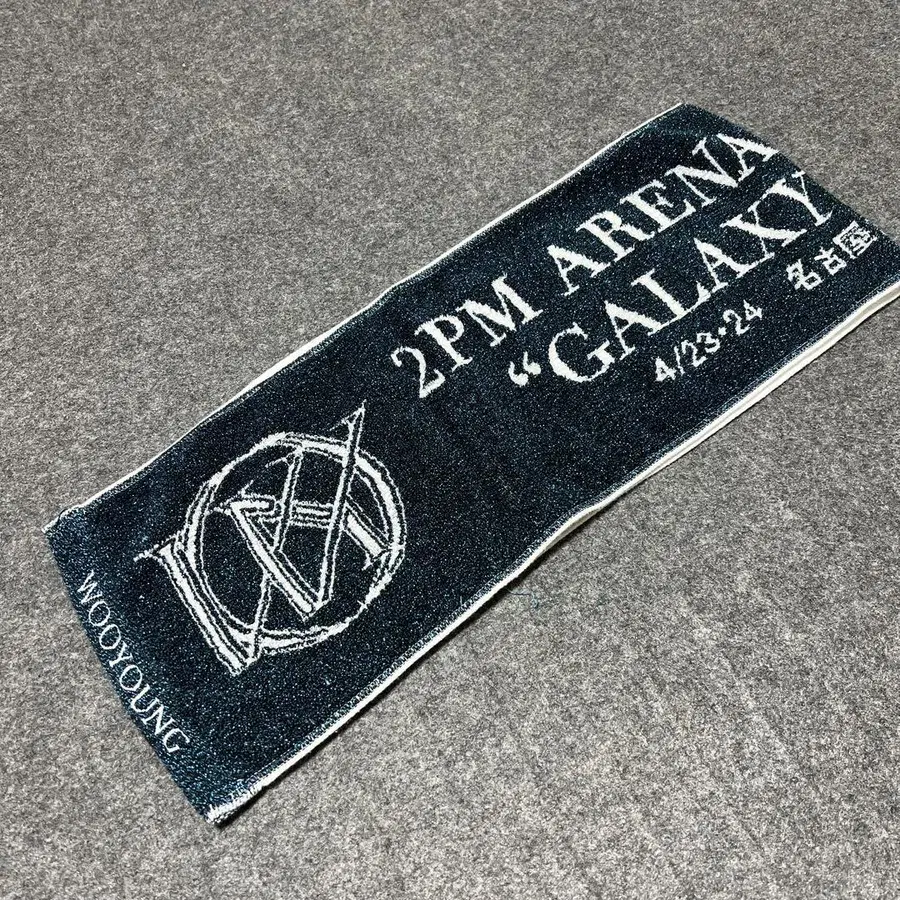 2PM ARENA
“GALAXY
4/23・24 名古屋
WOOYOUNG